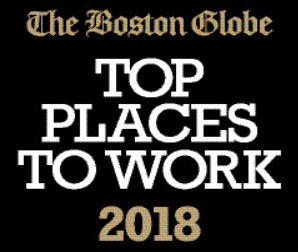 The Boston Globe
TOP
PLACES
TO WORK
2018